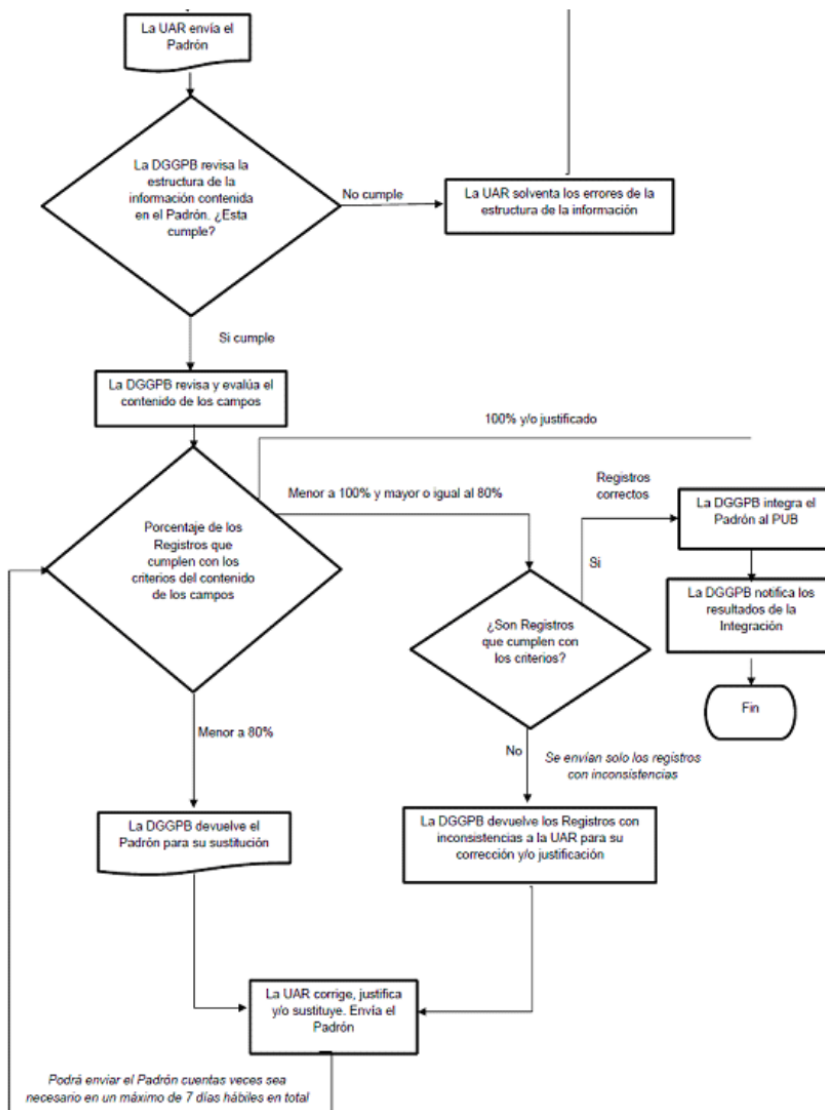 La UAR envía el
Padrón
La DGGPB revisa la
estructura de la
información contenida
en el Padrón. ¿Esta
cumple?
No cumple
La UAR solventa los errores de la
estructura de la información
Si cumple
La DGGPB revisa y evalúa el
contenido de los campos
100% y/o justificado
Menor a 100% y mayor o igual al 80%
Registros
correctos
La DGGPB integra el
Padrón al PUB
Porcentaje de los
Registros que
cumplen con los
criterios del contenido
de los campos
Si
La DGGPB notifica los
resultados de la
Integración
¿Son Registros
que cumplen con
los criterios?
Fin
Menor a 80%
No
Se envían solo los registros
con inconsistencias
La DGGPB devuelve el
Padrón para su sustitución
La DGGPB devuelve los Registros con
inconsistencias a la UAR para su
corrección y/o justificación
La UAR corrige, justifica
y/o sustituye. Envía el
Padrón
Podrá enviar el Padrón cuentas veces sea
necesario en un máximo de 7 días hábiles en total